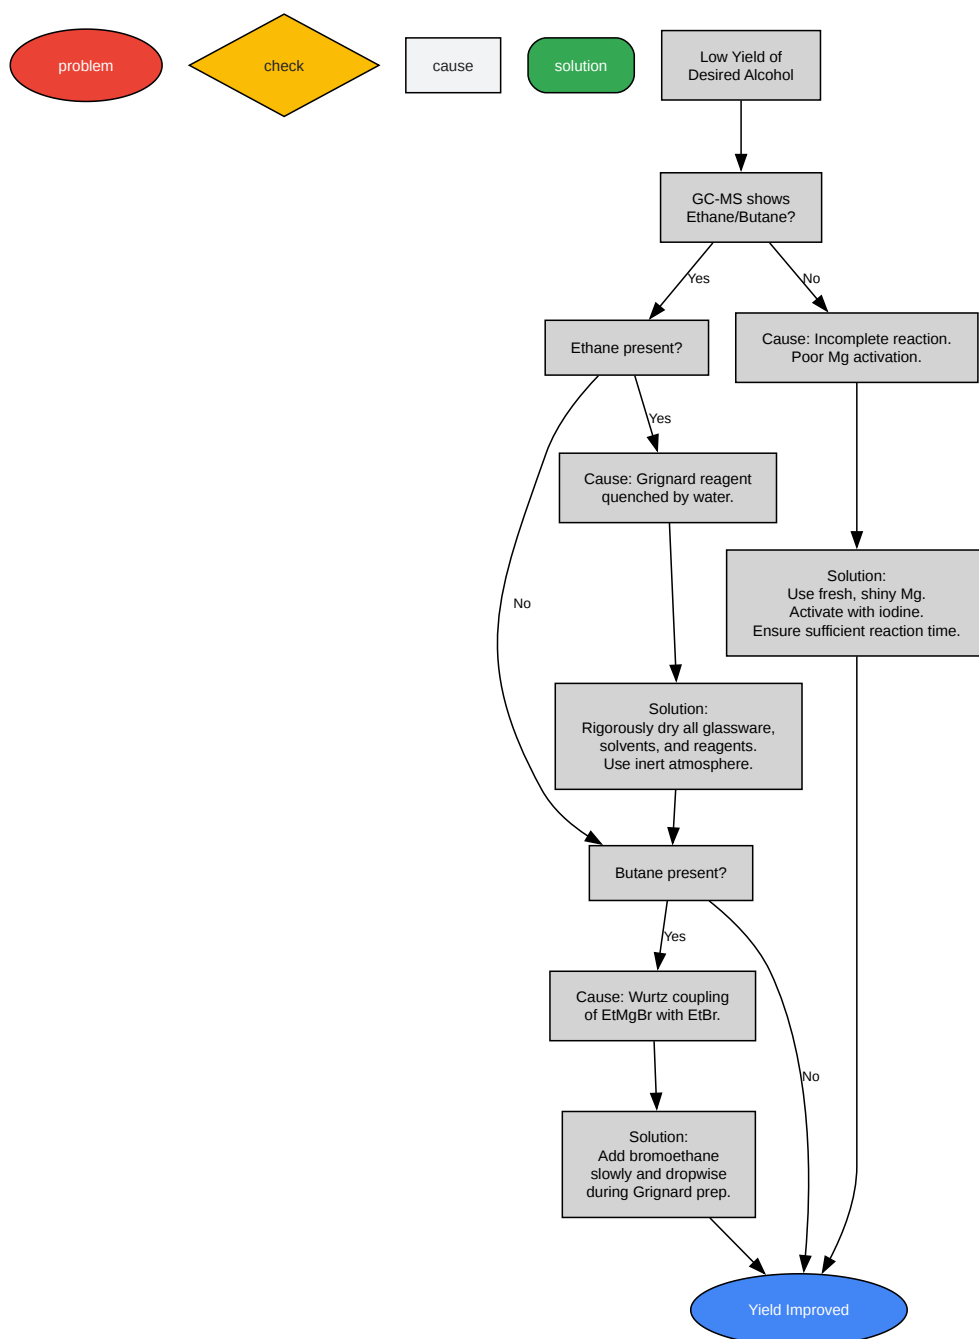 problem
check
cause
solution
Low Yield of
Desired Alcohol
GC-MS shows
Ethane/Butane?
Yes
No
Ethane present?
Cause: Incomplete reaction.
Poor Mg activation.
Yes
Cause: Grignard reagent
quenched by water.
Solution:
Use fresh, shiny Mg.
Activate with iodine.
Ensure sufficient reaction time.
No
Solution:
Rigorously dry all glassware,
solvents, and reagents.
Use inert atmosphere.
Butane present?
Yes
Cause: Wurtz coupling
of EtMgBr with EtBr.
No
Solution:
Add bromoethane
slowly and dropwise
during Grignard prep.
Yield Improved